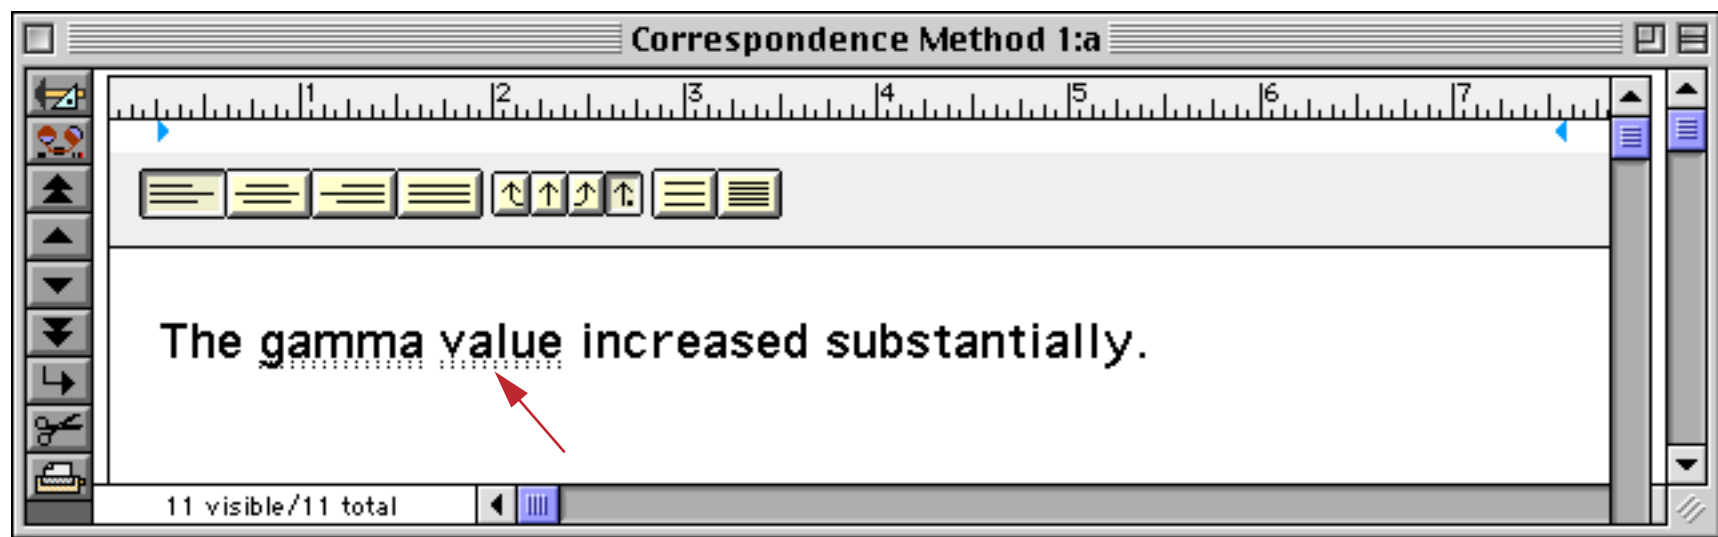 Correspondence Method 1:a
1 2 3 4 5 6 7
The gamma value increased substantially.
11 visible/11 total